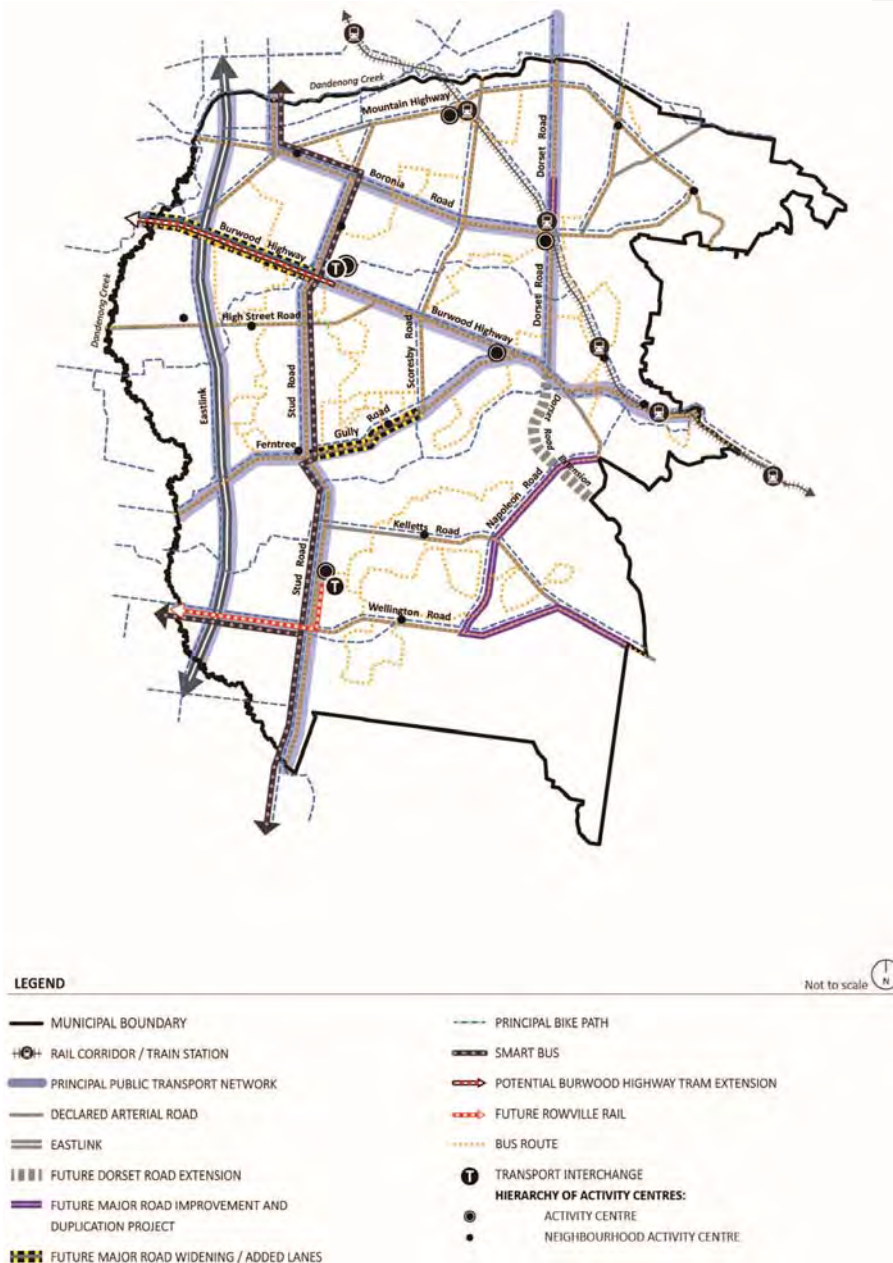 Dandenong Creek
Mountain Highway
Dorset Road
Boronia Road
Burwood Highway
Dandenong Creek
High Street Road
Dorset Road
Burwood Highway
Scoresby Road
Stud Road
Eastlink
Ferntree Gully Road
Dorset Road Extension
Napoleon Road
Kelletts Road
Stud Road
T
T
Wellington Road
LEGEND
Not to scale
N
MUNICIPAL BOUNDARY
RAIL CORRIDOR / TRAIN STATION
PRINCIPAL PUBLIC TRANSPORT NETWORK
DECLARED ARTERIAL ROAD
EASTLINK
FUTURE DORSET ROAD EXTENSION
FUTURE MAJOR ROAD IMPROVEMENT AND
DUPLICATION PROJECT
FUTURE MAJOR ROAD WIDENING / ADDED LANES
PRINCIPAL BIKE PATH
SMART BUS
POTENTIAL BURWOOD HIGHWAY TRAM EXTENSION
FUTURE ROWVILLE RAIL
BUS ROUTE
T TRANSPORT INTERCHANGE
HIERARCHY OF ACTIVITY CENTRES:
ACTIVITY CENTRE
NEIGHBOURHOOD ACTIVITY CENTRE